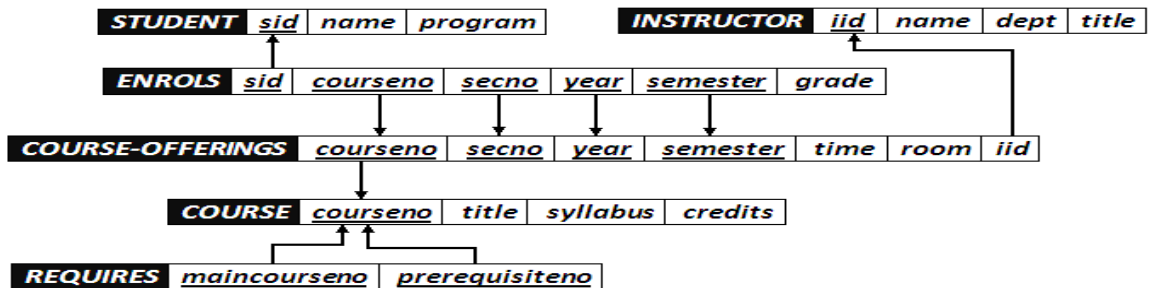 STUDENT sid name program INSTRUCTOR iid name dept title
ENROLS sid courseno secno year semester grade
COURSE-OFFERINGS courseno secno year semester time room iid
COURSE courseno title syllabus credits
REQUIRES maincourseno prerequisiteno